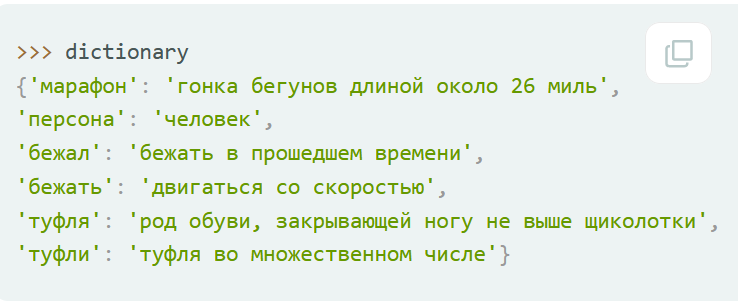 >>> dictionary
{'марафон': 'гонка бегунов длиной около 26 миль',
'персона': 'человек',
'бежал': 'бежать в прошедшем времени',
'бежать': 'двигаться со скоростью',
'туфля': 'род обуви, закрывающей ногу не выше щиколотки',
'туфли': 'туфля во множественном числе'}